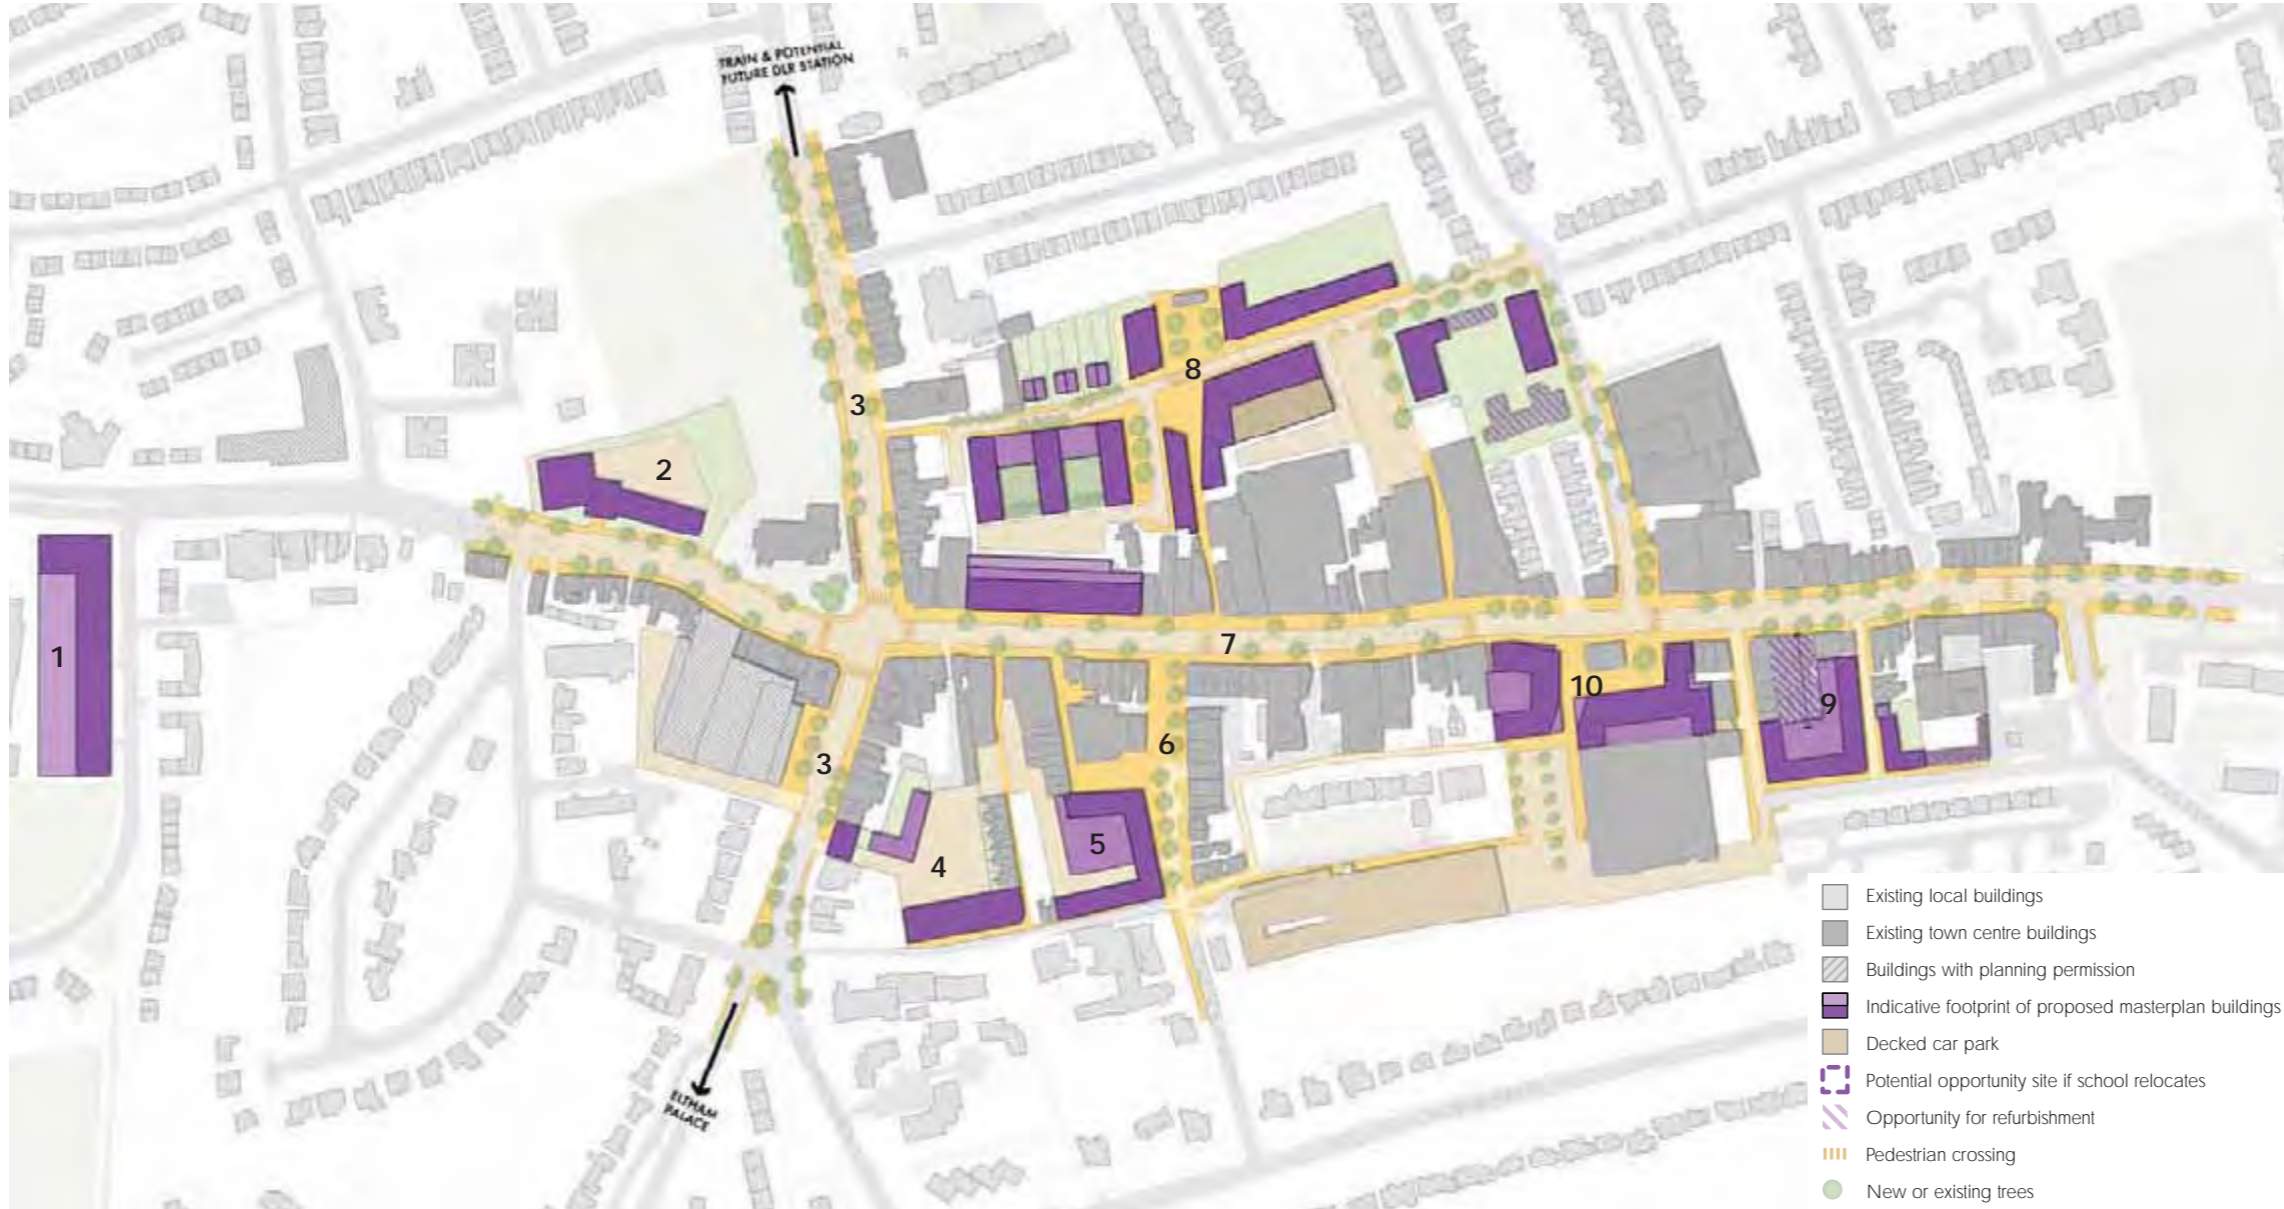 TRAIN & POTENTIAL
FUTURE DLR STATION
8
3
2
1
7
10
9
6
3
5
4
ELTHAM
PALACE
Existing local buildings
Existing town centre buildings
Buildings with planning permission
Indicative footprint of proposed masterplan buildings
Decked car park
Potential opportunity site if school relocates
Opportunity for refurbishment
Pedestrian crossing
New or existing trees